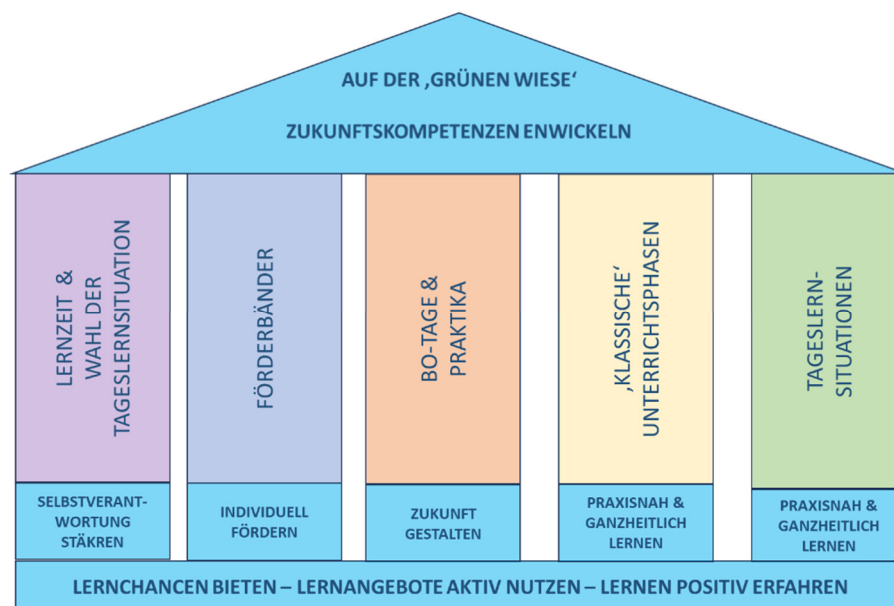 AUF DER ‚GRÜNEN WIESE‘
ZUKUNFTSKOMPETENZEN ENWICKELN
LERNZEIT &
WAHL DER
TAGESLERNSITUATION
FÖRDERBÄNDER
BO-TAGE &
PRAKTIKA
‚KLASSISCHE‘
UNTERRICHTSPHASEN
TAGESLERN-
SITUATIONEN
SELBSTVERANT-
WORTUNG
STÄKREN
INDIVIDUELL
FÖRDERN
ZUKUNFT
GESTALTEN
PRAXISNAH &
GANZHEITLICH
LERNEN
PRAXISNAH &
GANZHEITLICH
LERNEN
LERNCHANCEN BIETEN – LERNANGEBOTE AKTIV NUTZEN – LERNEN POSITIV ERFAHREN